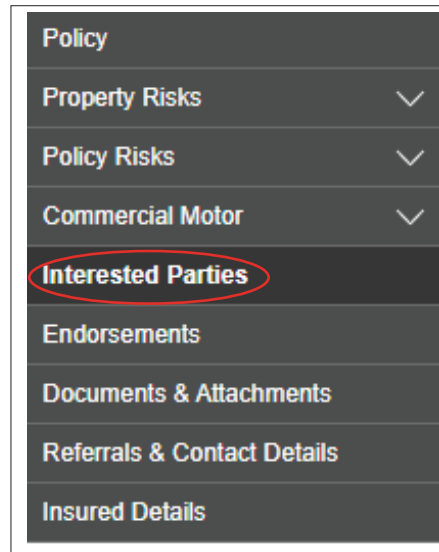 Policy
Property Risks
Policy Risks
Commercial Motor
Interested Parties
Endorsements
Documents & Attachments
Referrals & Contact Details
Insured Details